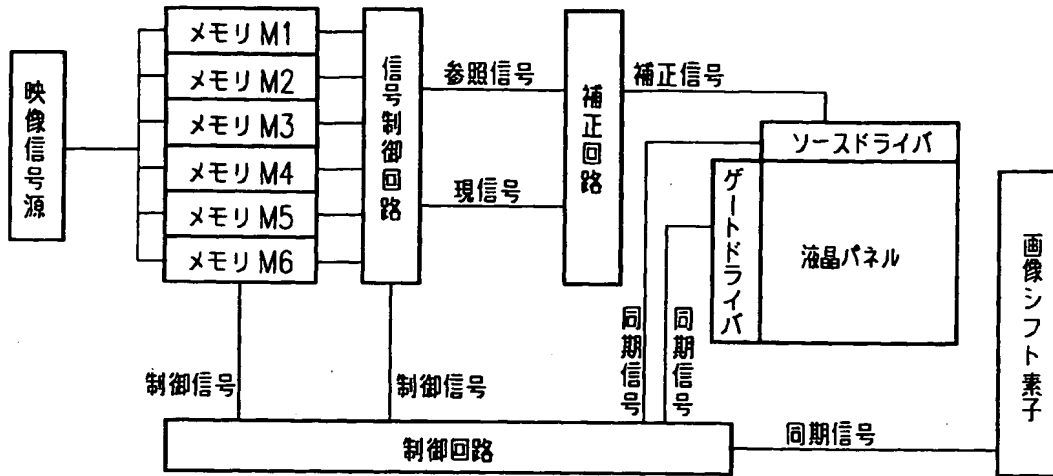 映像信号源
メモリ M1
メモリ M2
メモリ M3
メモリ M4
メモリ M5
メモリ M6
信号制御回路
参照信号
現信号
補正回路
補正信号
ソースドライバ
ゲートドライバ
液晶パネル
画像シフト素子
制御信号
制御信号
同期信号
同期信号
制御回路
同期信号